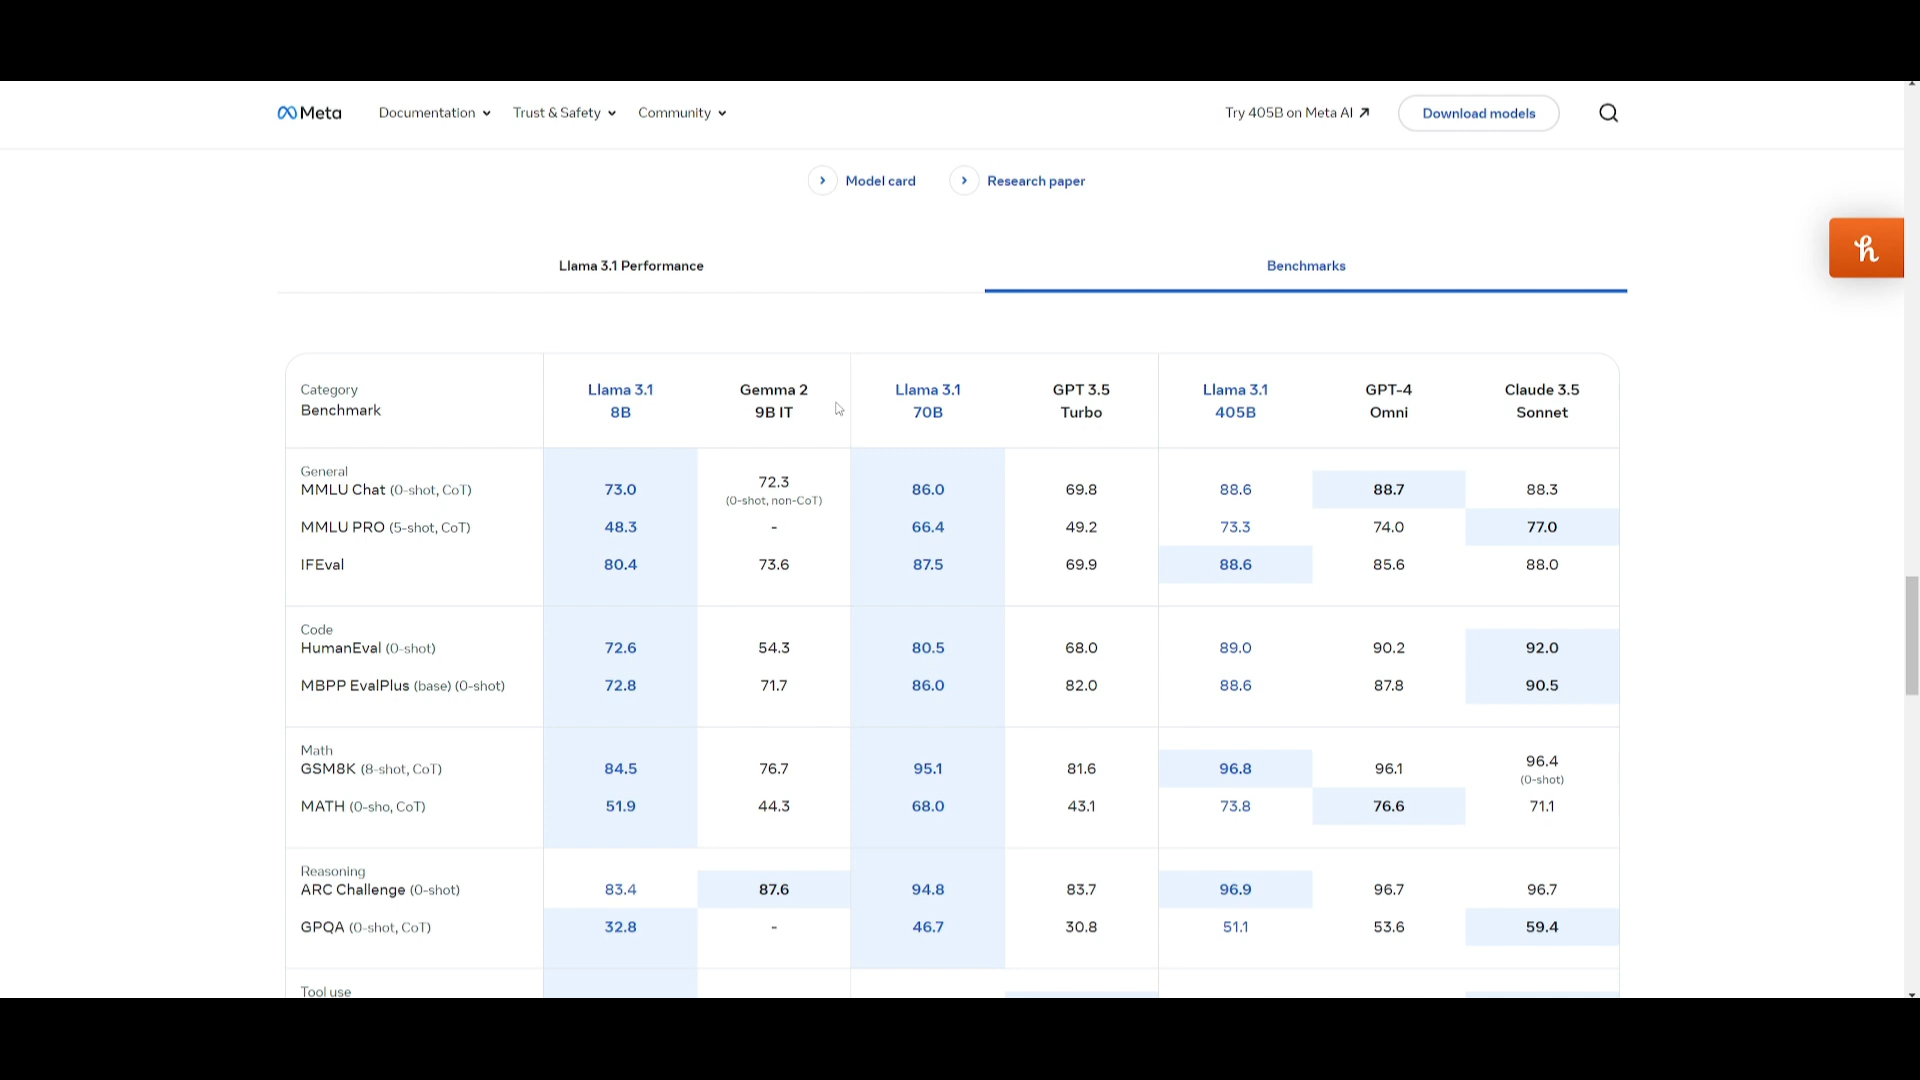 Meta Documentation Trust & Safety Community Try 405B on Meta AI Download models
Model card Research paper
Llama 3.1 Performance Benchmarks
Category
Benchmark
Llama 3.1
8B
Gemma 2
9B IT
Llama 3.1
70B
GPT 3.5
Turbo
Llama 3.1
405B
GPT-4
Omni
Claude 3.5
Sonnet
General
MMLU Chat (0-shot, CoT) 73.0 72.3 (0-shot, non-CoT) 86.0 69.8 88.6 88.7 88.3
MMLU PRO (5-shot, CoT) 48.3 - 66.4 49.2 73.3 74.0 77.0
IFEval 80.4 73.6 87.5 69.9 88.6 85.6 88.0
Code
HumanEval (0-shot) 72.6 54.3 80.5 68.0 89.0 90.2 92.0
MBPP EvalPlus (base) (0-shot) 72.8 71.7 86.0 82.0 88.6 87.8 90.5
Math
GSM8K (8-shot, CoT) 84.5 76.7 95.1 81.6 96.8 96.1 96.4 (0-shot)
MATH (0-sho, CoT) 51.9 44.3 68.0 43.1 73.8 76.6 71.1
Reasoning
ARC Challenge (0-shot) 83.4 87.6 94.8 83.7 96.9 96.7 96.7
GPQA (0-shot, CoT) 32.8 - 46.7 30.8 51.1 53.6 59.4
Tool use